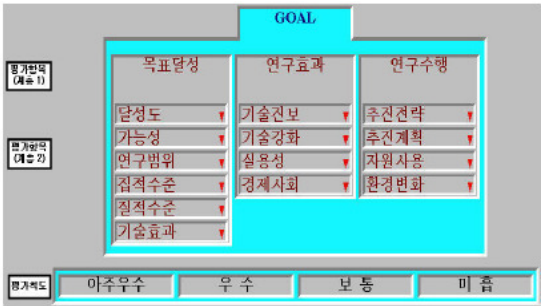 GOAL
평가항목
(계층 1)
목표달성 연구효과 연구수행
달성도 기술진보 추진전략
가능성 기술강화 추진계획
평가항목
(계층 2)
연구범위 실용성 자원사용
집적수준 경제사회 환경변화
질적수준
기술효과
평가척도 아주우수 우 수 보 통 미 흡